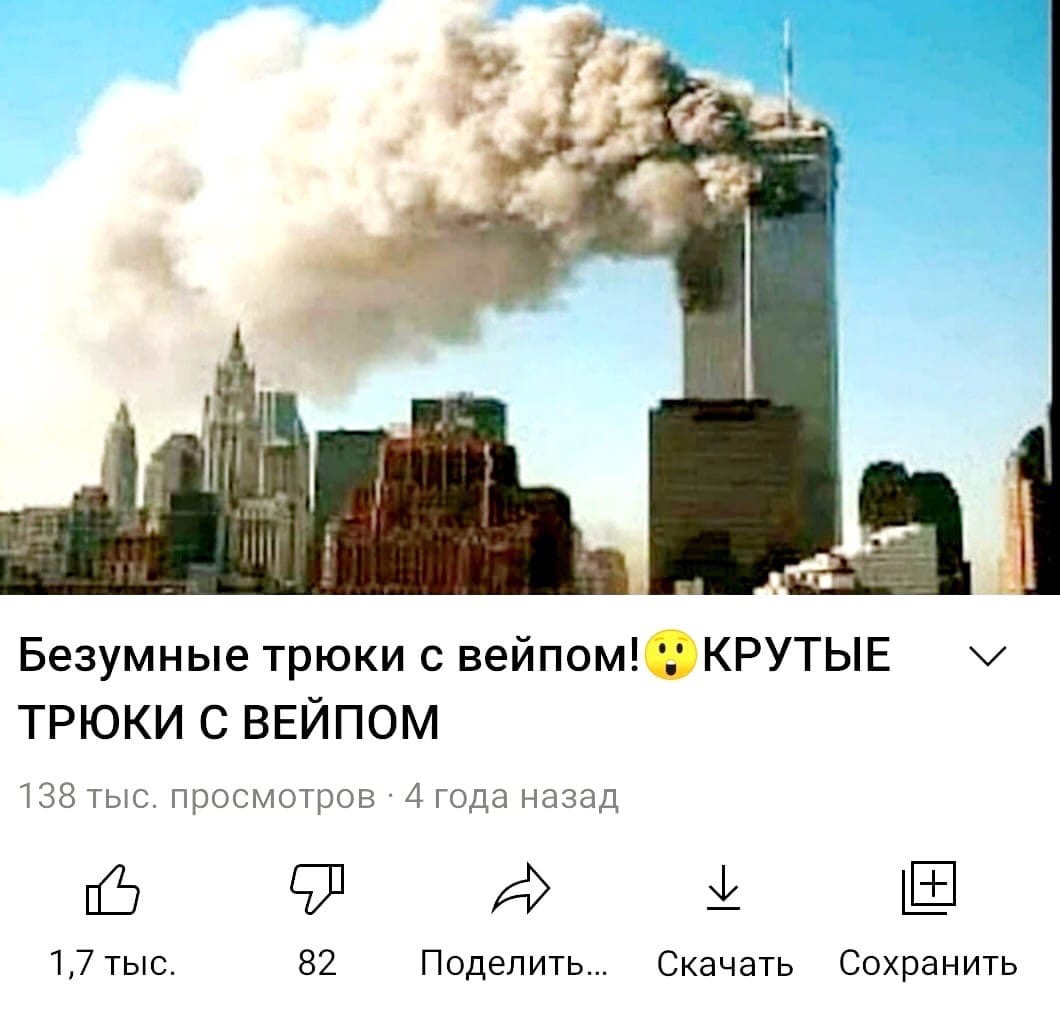 Безумные трюки с вейпом!😲КРУТЫЕ
ТРЮКИ С ВЕЙПОМ
138 тыс. просмотров · 4 года назад
1,7 тыс.
82
Поделить...
Скачать
Сохранить